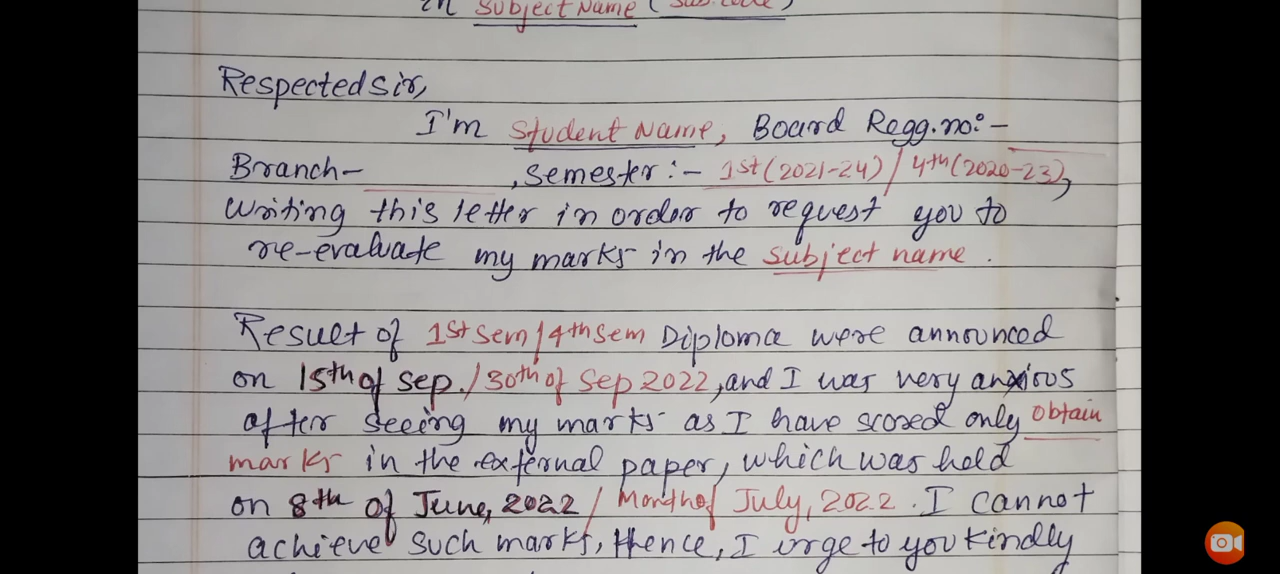 in Subject Name (Sub. Code)
Respected sir,
I'm Student Name, Board Regg. no:-
Branch- , Semester :- 1st (2021-24) / 4th (2020-23),
writing this letter in order to request you to
re-evaluate my marks in the subject name.
Result of 1st sem / 4th sem Diploma were announced
on 15th of Sep. / 30th of Sep 2022, and I was very anxious
after seeing my marks as I have scored only obtain
marks in the external paper, which was held
on 8th of June, 2022 / Month of July, 2022. I cannot
achieve such marks, Hence, I urge to you kindly